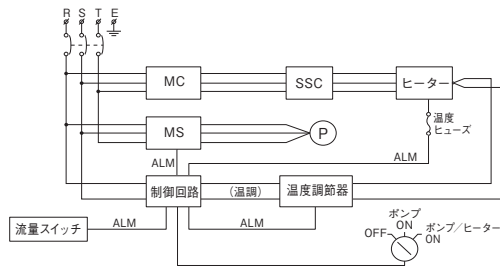 R S T E
MC
SSC
ヒーター
温度
ヒューズ
MS
P
ALM
ALM
制御回路
(温調)
温度調節器
ポンプ
ON
OFF
ポンプ/ヒーター
ON
流量スイッチ
ALM
ALM